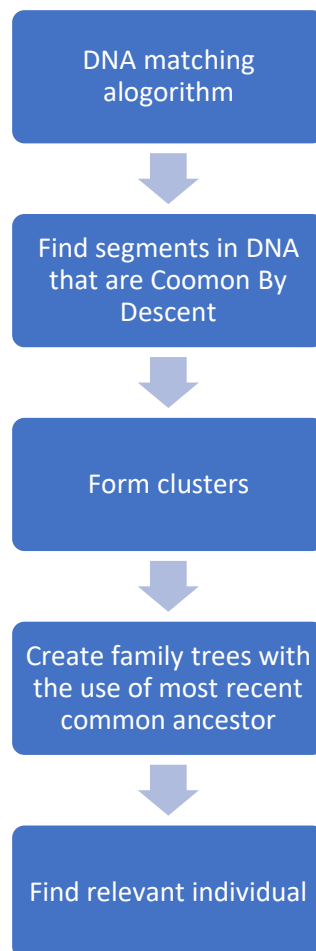 DNA matching
alogorithm
Find segments in DNA
that are Coomon By
Descent
Form clusters
Create family trees with
the use of most recent
common ancestor
Find relevant individual